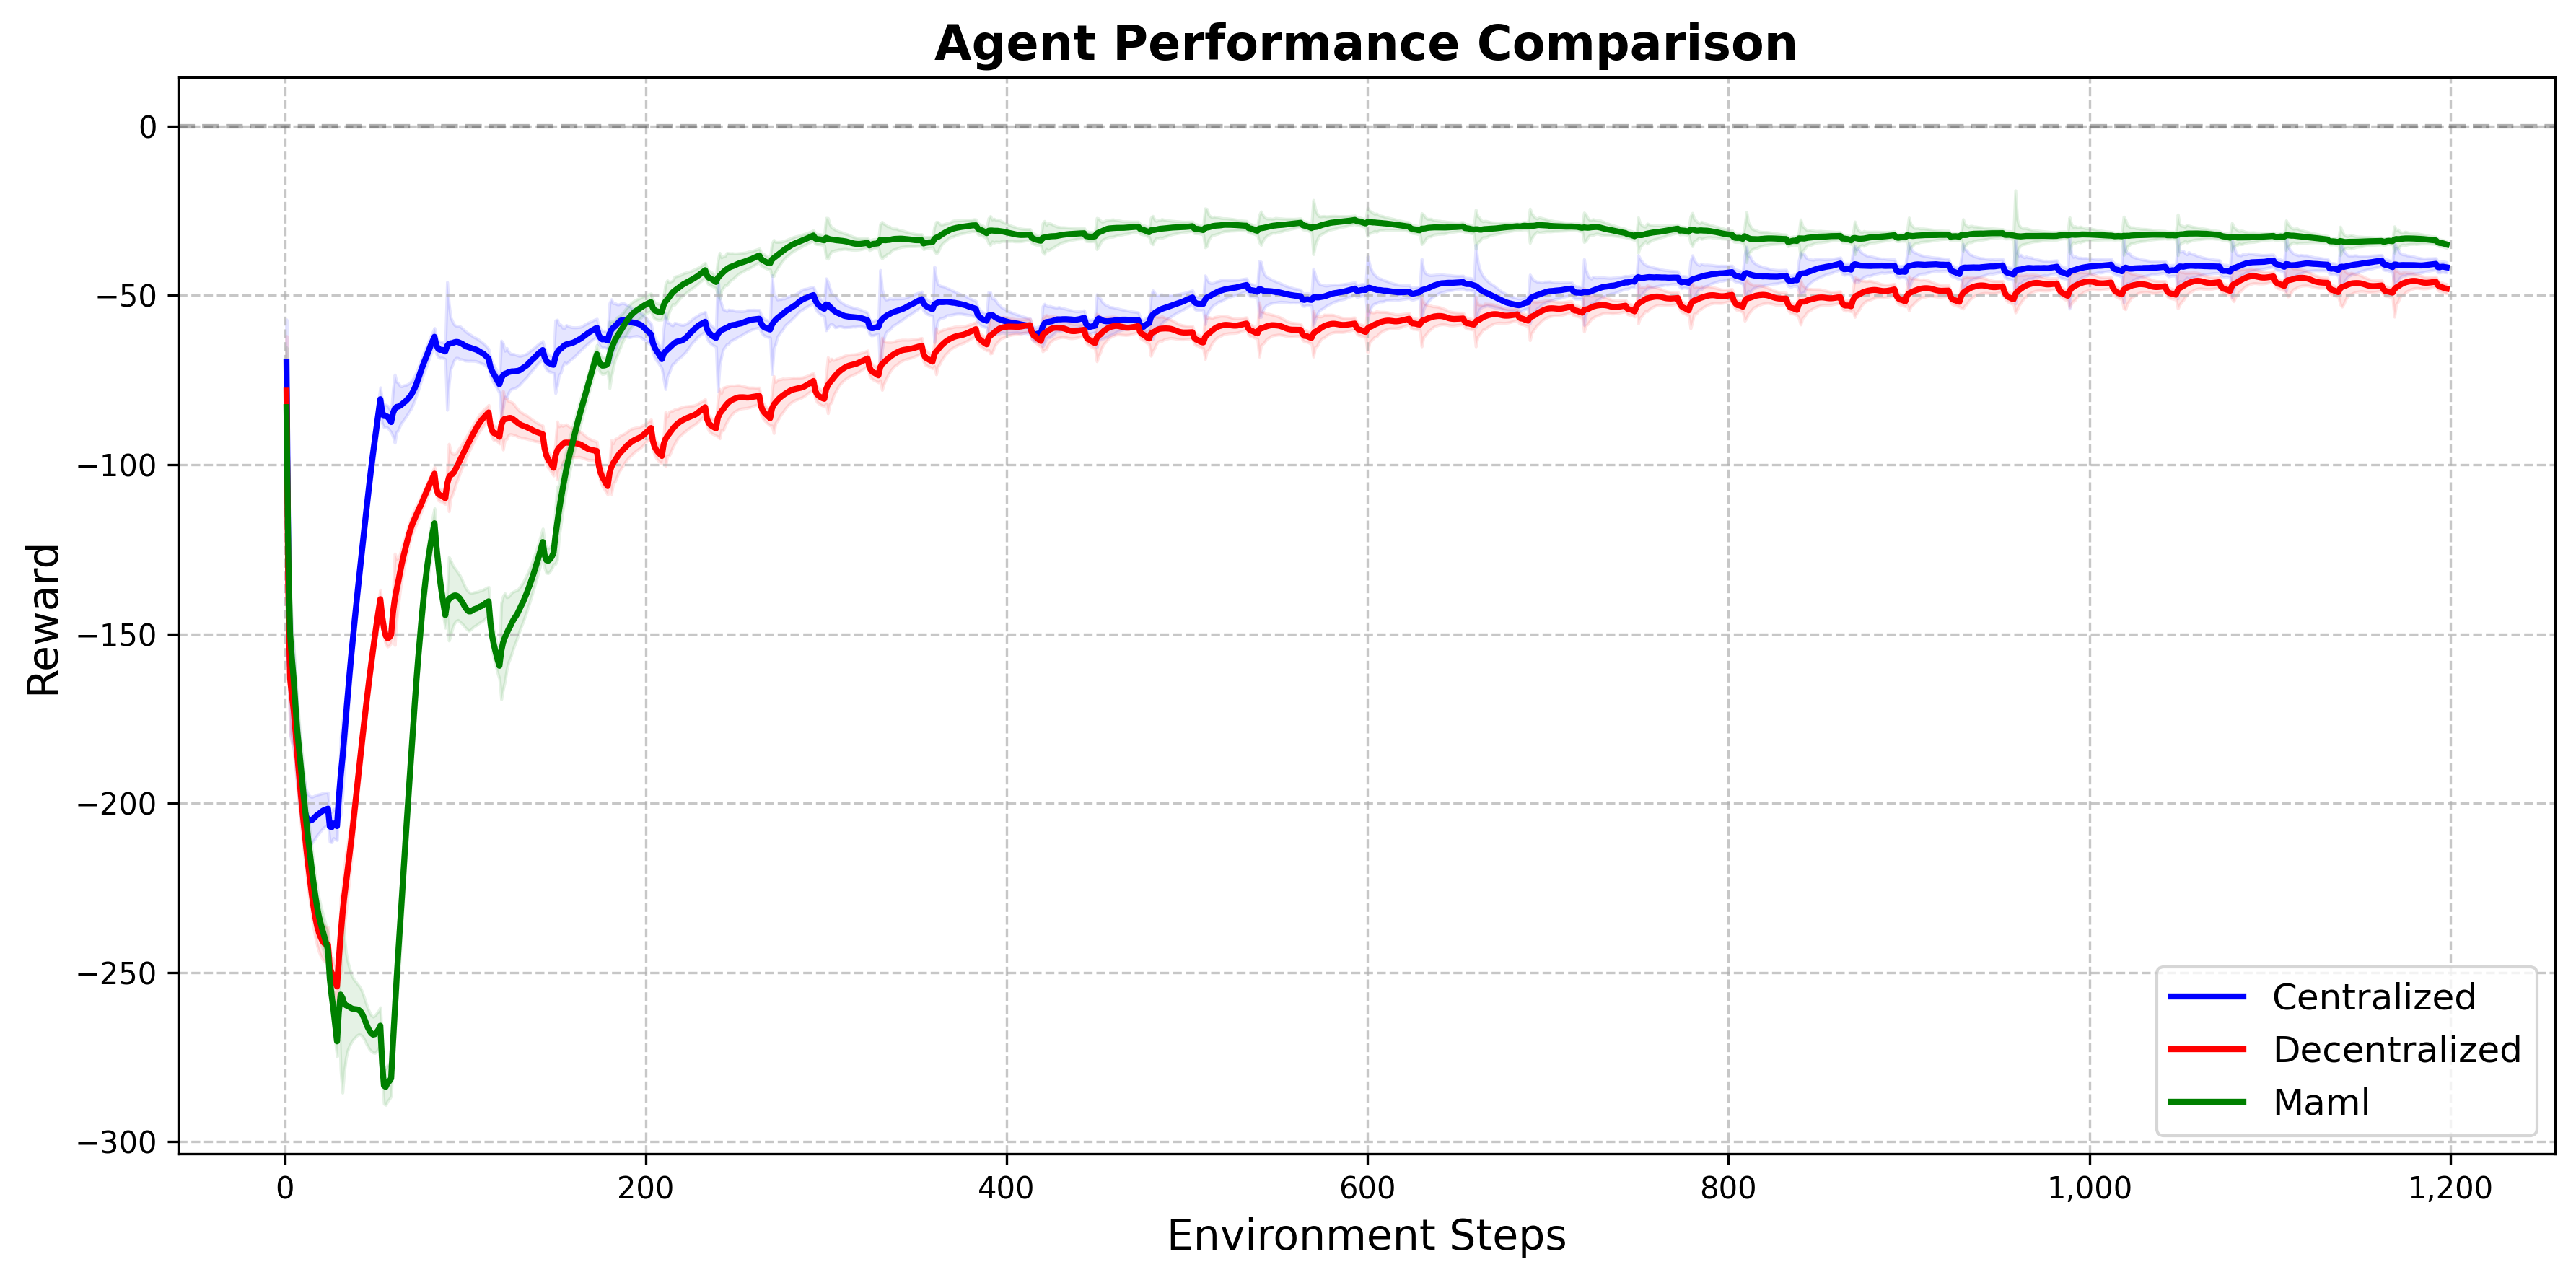 Agent Performance Comparison
0
−50
−100
−150
−200
−250
−300
Reward
0
200
400
600
800
1,000
1,200
Environment Steps
Centralized
Decentralized
Maml